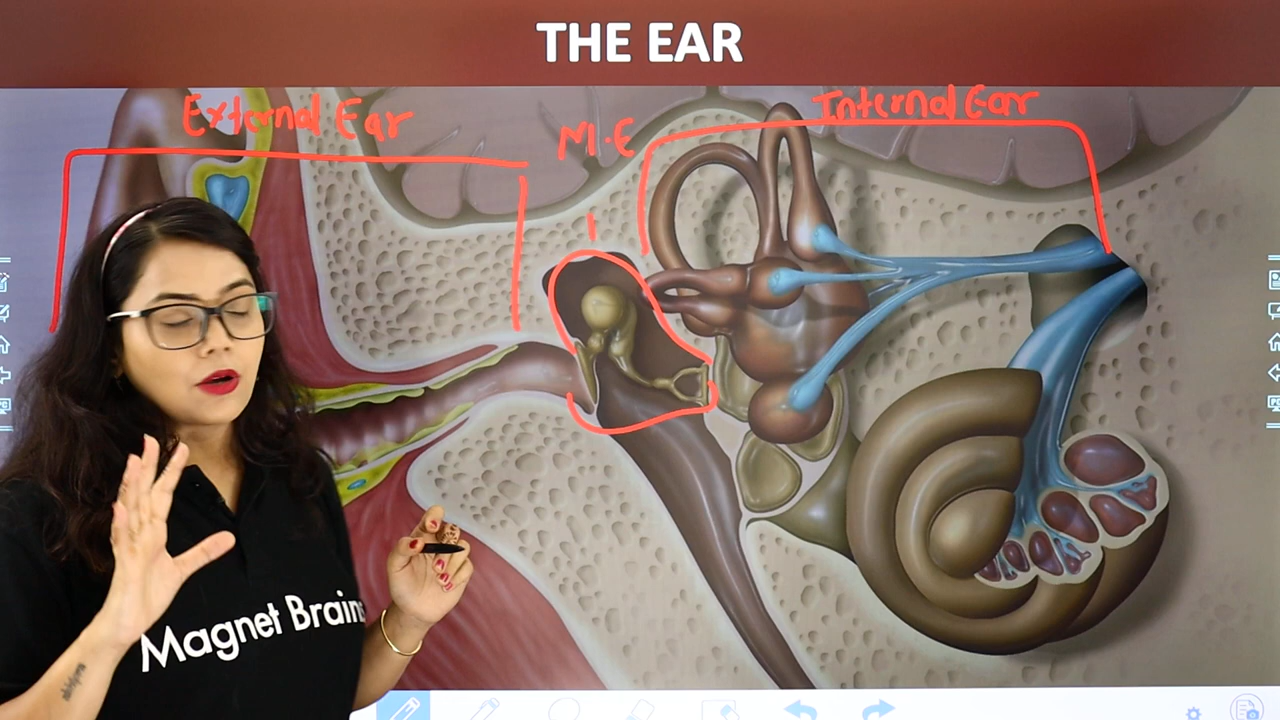 THE EAR
External Ear
M.E
Internal Ear
Magnet Brains